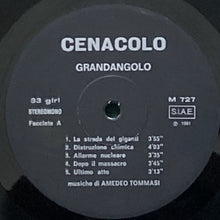 CENACOLO
GRANDANGOLO
33 giri
STEREOMONO
Facciata A
M 727
S.I.A.E.
℗ 1981
1. La strada dei giganti 3'55"
2. Distruzione chimica 4'03"
3. Allarme nucleare 3'35"
4. Dopo il massacro 3'45"
5. Ultimo atto 3'13"
musiche di AMEDEO TOMMASI